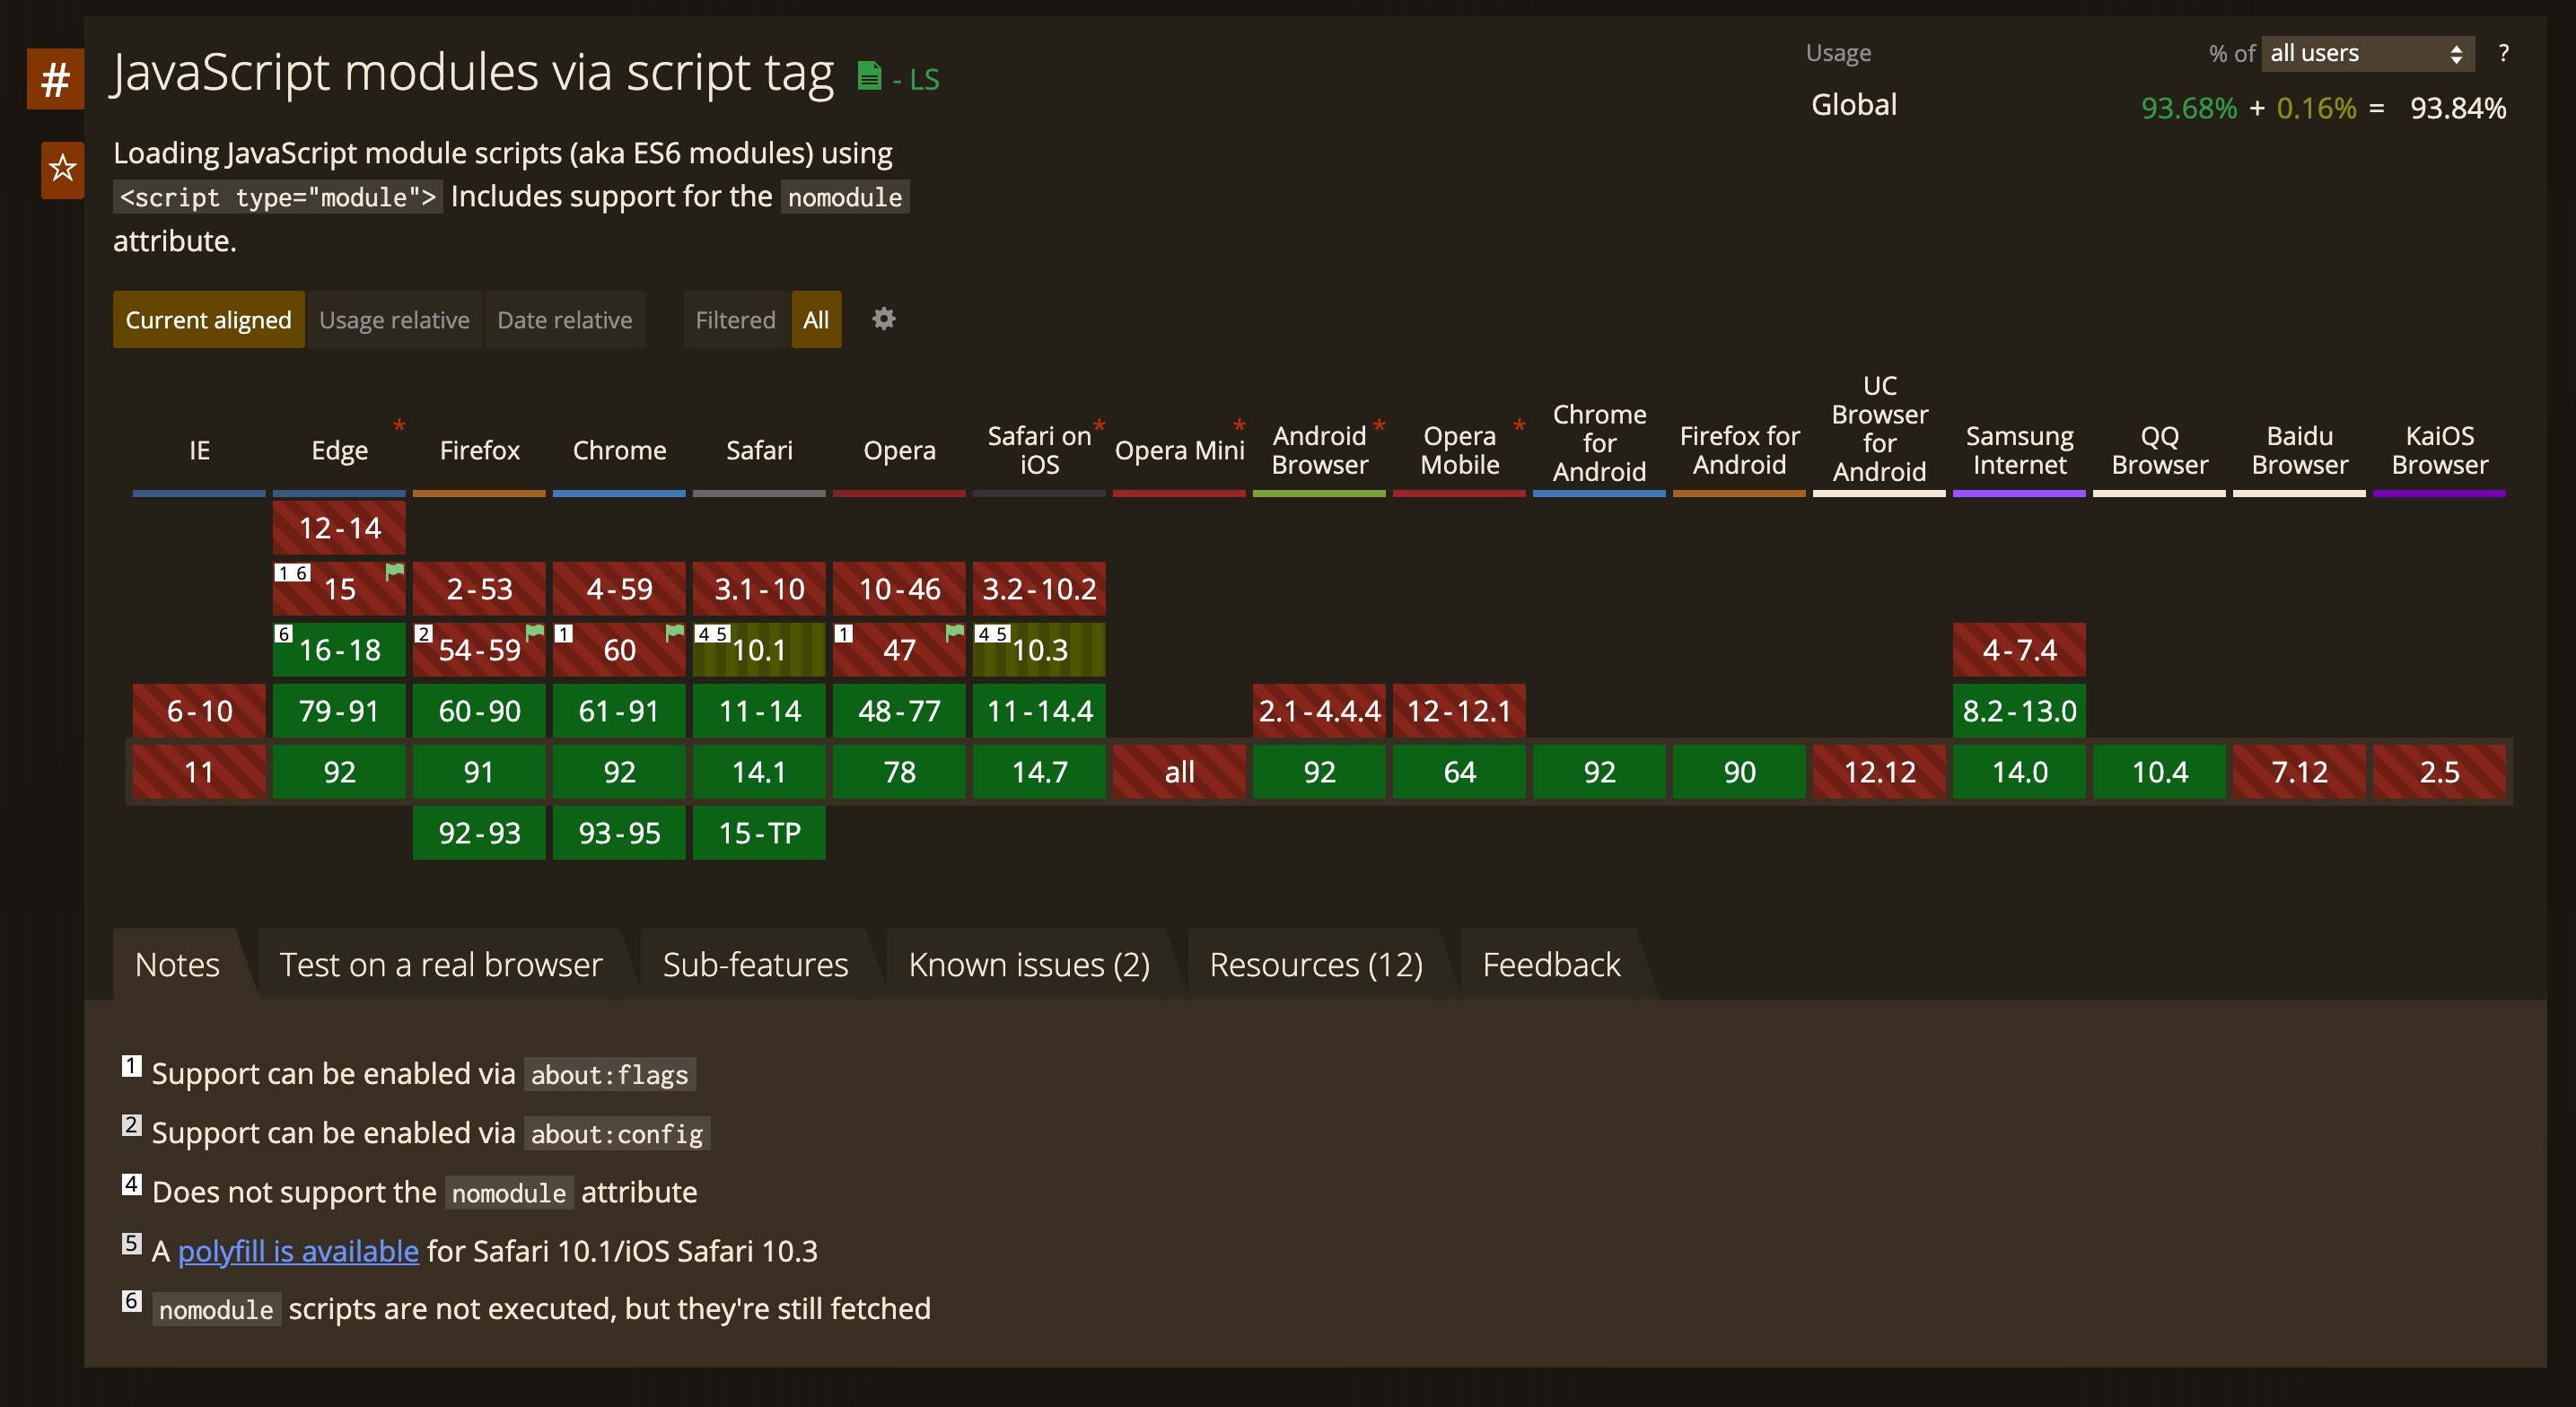 #
JavaScript modules via script tag - LS
Usage % of all users ?
Global 93.68% + 0.16% = 93.84%
Loading JavaScript module scripts (aka ES6 modules) using
<script type="module"> Includes support for the nomodule
attribute.
Current aligned Usage relative Date relative Filtered All
IE
Edge *
Firefox
Chrome
Safari
Opera
Safari on *
iOS
Opera Mini *
Android *
Browser
Opera *
Mobile
Chrome
for
Android
Firefox for
Android
UC
Browser
for
Android
Samsung
Internet
QQ
Browser
Baidu
Browser
KaiOS
Browser
12-14
1 6 15 2-53 4-59 3.1-10 10-46 3.2-10.2
6 16-18 2 54-59 1 60 4 5 10.1 1 47 4 5 10.3 4-7.4
6-10 79-91 60-90 61-91 11-14 48-77 11-14.4 2.1-4.4.4 12-12.1 8.2-13.0
11 92 91 92 14.1 78 14.7 all 92 64 92 90 12.12 14.0 10.4 7.12 2.5
92-93 93-95 15-TP
Notes Test on a real browser Sub-features Known issues (2) Resources (12) Feedback
1 Support can be enabled via about:flags
2 Support can be enabled via about:config
4 Does not support the nomodule attribute
5 A polyfill is available for Safari 10.1/iOS Safari 10.3
6 nomodule scripts are not executed, but they're still fetched